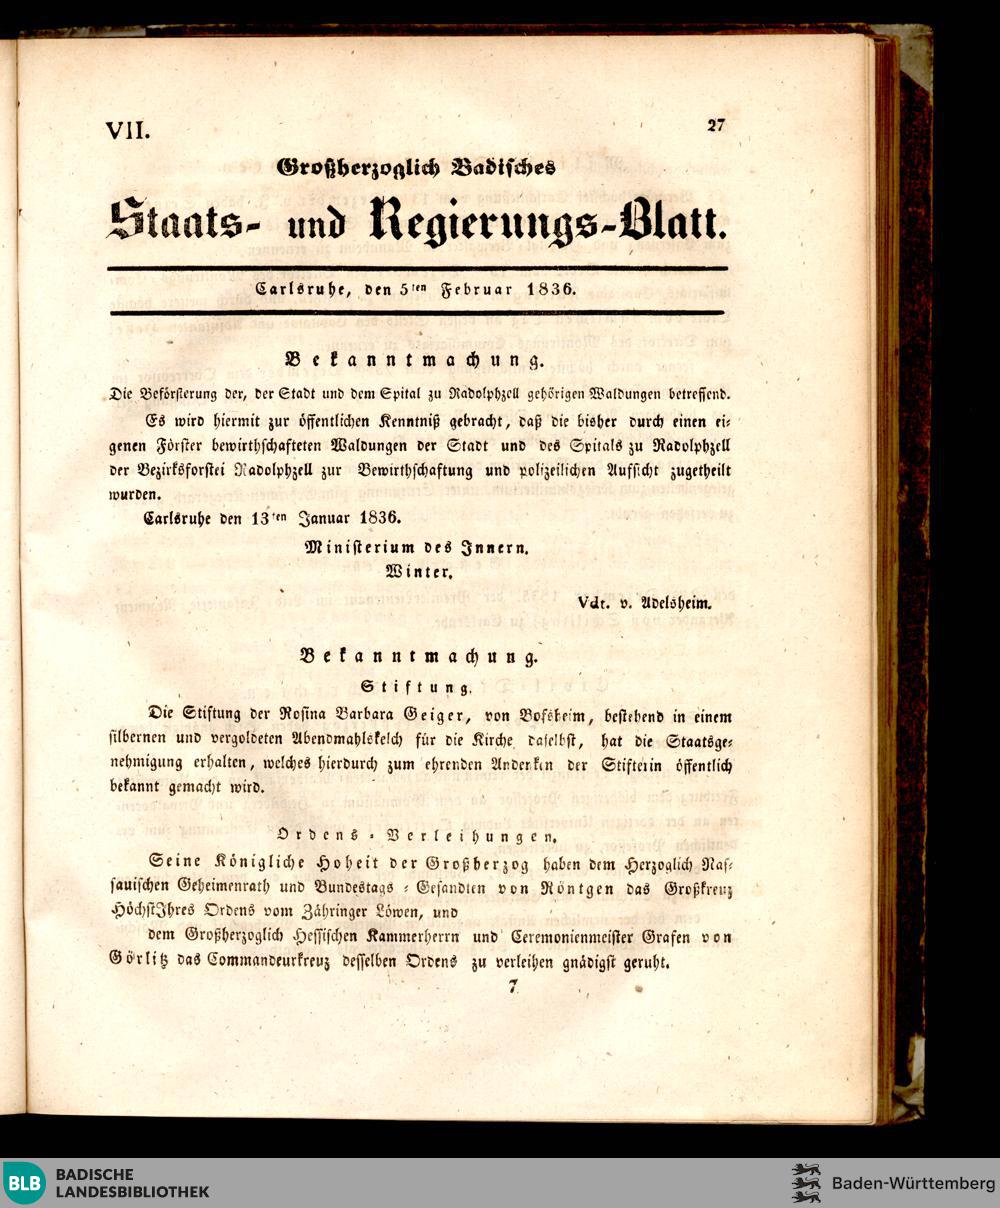 VII.
27
Großherzoglich Badisches
Staats- und Regierungs-Blatt.
Carlsruhe, den 5ten Februar 1836.
Bekanntmachung.
Die Beförsterung der, der Stadt und dem Spital zu Radolphzell gehörigen Waldungen betreffend.
Es wird hiermit zur öffentlichen Kenntniß gebracht, daß die bisher durch einen ei-
genen Förster bewirthschafteten Waldungen der Stadt und des Spitals zu Radolphzell
der Bezirksforstei Radolphzell zur Bewirthschaftung und polizeilichen Aufsicht zugetheilt
wurden.
Carlsruhe den 13ten Januar 1836.
Ministerium des Innern.
Winter.
Vdt. v. Adelsheim.
Bekanntmachung.
Stiftung.
Die Stiftung der Rosina Barbara Geiger, von Bofsheim, bestehend in einem
silbernen und vergoldeten Abendmahlskelch für die Kirche daselbst, hat die Staatsge-
nehmigung erhalten, welches hierdurch zum ehrenden Andenken der Stifterin öffentlich
bekannt gemacht wird.
Ordens-Verleihungen.
Seine Königliche Hoheit der Großherzog haben dem Herzoglich Nas-
sauischen Geheimenrath und Bundestags-Gesandten von Röntgen das Großkreuz
HöchstIhres Ordens vom Zähringer Löwen, und
dem Großherzoglich Hessischen Kammerherrn und Ceremonienmeister Grafen von
Görlitz das Commandeurkreuz desselben Ordens zu verleihen gnädigst geruht.
7
BLB BADISCHE
LANDESBIBLIOTHEK
Baden-Württemberg